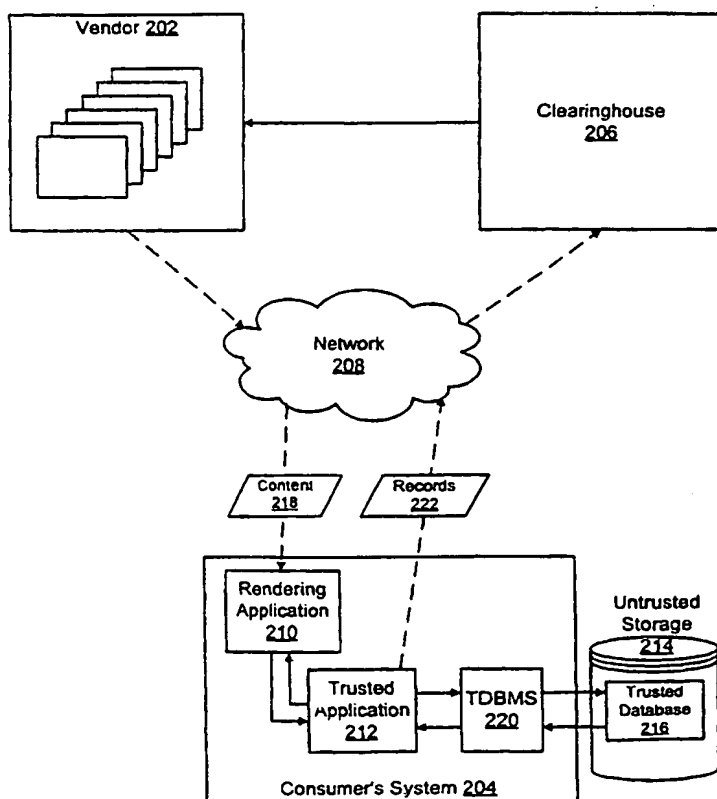 Vendor 202
Clearinghouse
206
Network
208
Content
218
Records
222
Rendering
Application
210
Untrusted
Storage
214
Trusted
Application
212
TDBMS
220
Trusted
Database
216
Consumer's System 204